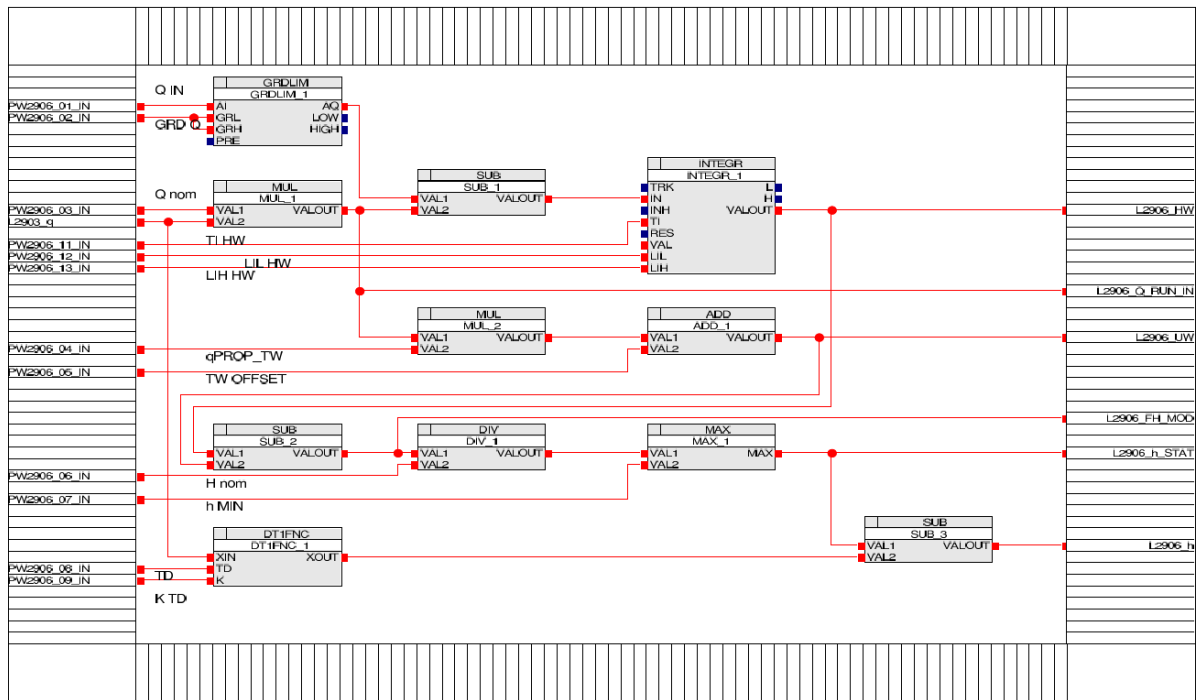 GRDLIM
Q IN
GRDLIM_1
PW2906_01_IN
AI
AQ
PW2906_02_IN
GRL
LOW
GRD Q
GRH
HIGH
PRE
INTEGR
SUB
INTEGR_1
MUL
SUB_1
TRK
L
Q nom
MUL_1
VAL1
VALOUT
IN
H
PW2906_03_IN
VAL1
VALOUT
VAL2
INH
VALOUT
L2906_HW
L2903_q
VAL2
TI
RES
PW2906_11_IN
TI HW
VAL
PW2906_12_IN
LIL HW
LIL
PW2906_13_IN
LIH HW
LIH
L2906_Q_RUN_IN
MUL
ADD
MUL_2
ADD_1
VAL1
VALOUT
VAL1
VALOUT
L2906_UW
PW2906_04_IN
qPROP_TW
VAL2
VAL2
PW2906_05_IN
TW OFFSET
L2906_FH_MOD
SUB
DIV
MAX
SUB_2
DIV_1
MAX_1
VAL1
VALOUT
VAL1
VALOUT
VAL1
MAX
L2906_h_STAT
VAL2
VAL2
VAL2
PW2906_06_IN
H nom
PW2906_07_IN
h MIN
SUB
DT1FNC
SUB_3
DT1FNC_1
VAL1
VALOUT
L2906_h
XIN
XOUT
VAL2
PW2906_08_IN
TD
TD
PW2906_09_IN
K
K TD